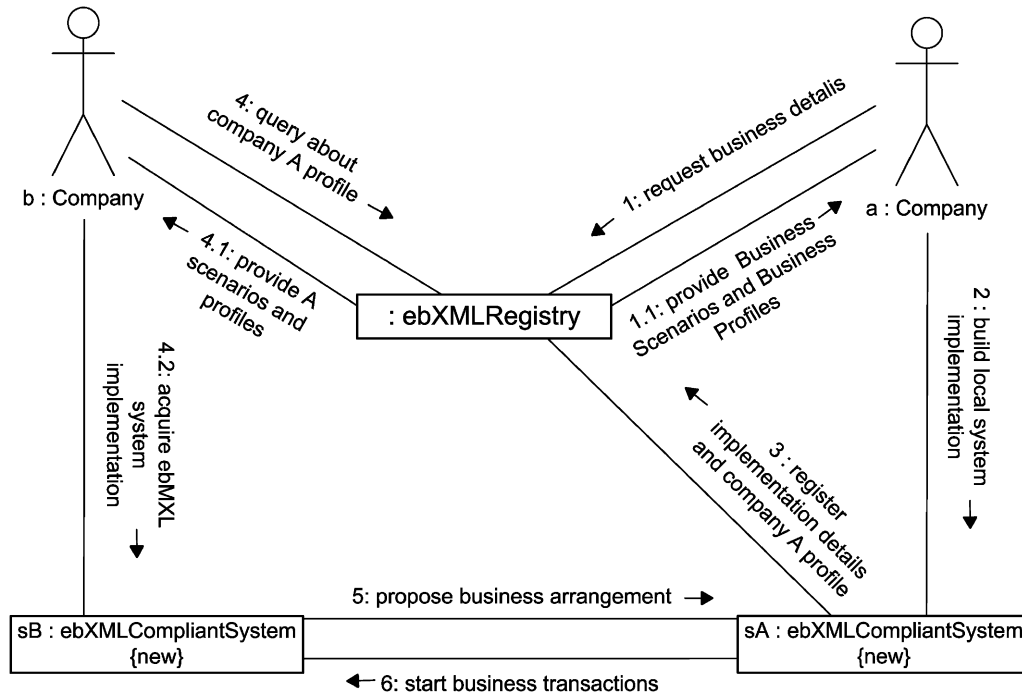 4: query about
company A profile
1: request business detalis
b : Company
a : Company
4.1: provide A
scenarios and
profiles
: ebXMLRegistry
1.1: provide Business
Scenarios and Business
Profiles
2 : build local system
implementation
4.2: acquire ebMXL
system
implementation
3 : register
implementation details
and company A profile
5: propose business arrangement
sB : ebXMLCompliantSystem
{new}
sA : ebXMLCompliantSystem
{new}
6: start business transactions